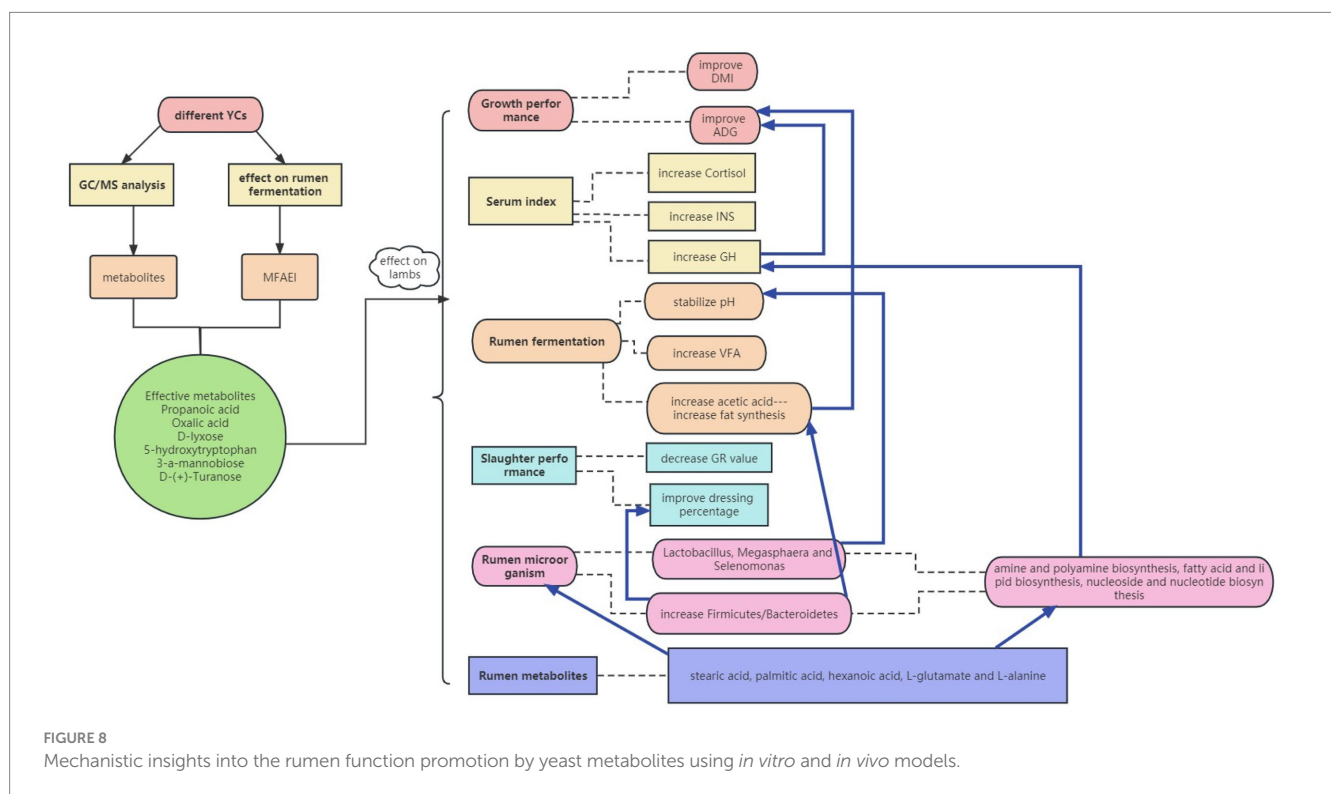 different YCs
GC/MS analysis
effect on rumen
fermentation
metabolites
MFAEI
Effective metabolites
Propanoic acid
Oxalic acid
D-lyxose
5-hydroxytryptophan
3-a-mannobiose
D-(+)-Turanose
effect on
lambs
Growth perfor
mance
improve
DMI
improve
ADG
Serum index
increase Cortisol
increase INS
increase GH
Rumen fermentation
stabilize pH
increase VFA
increase acetic acid---
increase fat synthesis
Slaughter perfo
rmance
decrease GR value
improve dressing
percentage
Rumen microor
ganism
Lactobacillus, Megasphaera and
Selenomonas
increase Firmicutes/Bacteroidetes
amine and polyamine biosynthesis, fatty acid and li
pid biosynthesis, nucleoside and nucleotide biosyn
thesis
Rumen metabolites
stearic acid, palmitic acid, hexanoic acid, L-glutamate and L-alanine
FIGURE 8
Mechanistic insights into the rumen function promotion by yeast metabolites using in vitro and in vivo models.